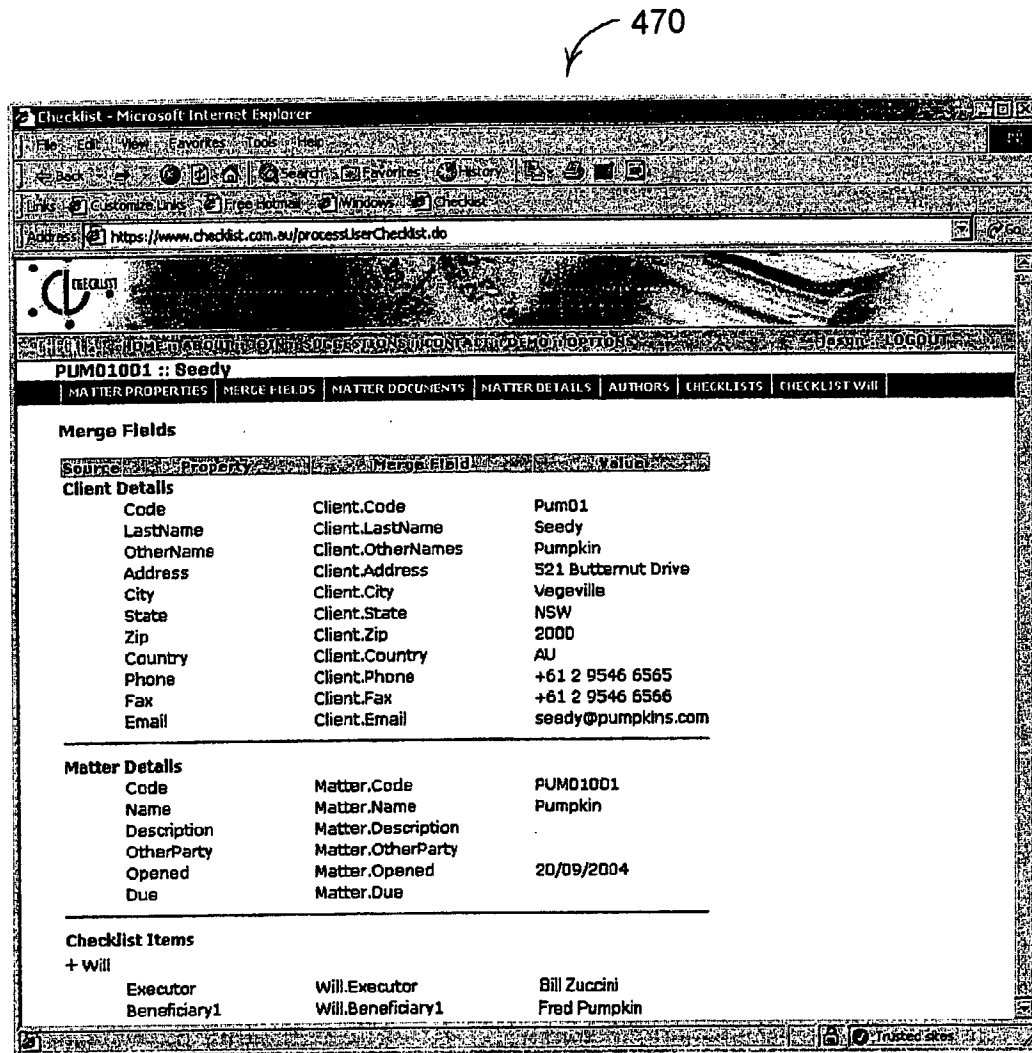 470
Checklist - Microsoft Internet Explorer
File Edit View Favorites Tools Help
Back Search Favorites History
Links Customize Links Free Hotmail Windows Checklist
Address https://www.checklist.com.au/processUserChecklist.do Go
CHECKLIST
HOME ABOUT JOIN SUGGESTIONS CONTACT DEMO OPTIONS LOGOUT
PUM01001 :: Seedy
MATTER PROPERTIES MERGE FIELDS MATTER DOCUMENTS MATTER DETAILS AUTHORS CHECKLISTS CHECKLIST Will
Merge Fields
Source Property Merge Field Value
Client Details
Code Client.Code Pum01
LastName Client.LastName Seedy
OtherName Client.OtherNames Pumpkin
Address Client.Address 521 Butternut Drive
City Client.City Vegeville
State Client.State NSW
Zip Client.Zip 2000
Country Client.Country AU
Phone Client.Phone +61 2 9546 6565
Fax Client.Fax +61 2 9546 6566
Email Client.Email seedy@pumpkins.com
Matter Details
Code Matter.Code PUM01001
Name Matter.Name Pumpkin
Description Matter.Description
OtherParty Matter.OtherParty
Opened Matter.Opened 20/09/2004
Due Matter.Due
Checklist Items
+ Will
Executor Will.Executor Bill Zuccini
Beneficiary1 Will.Beneficiary1 Fred Pumpkin
Trusted sites